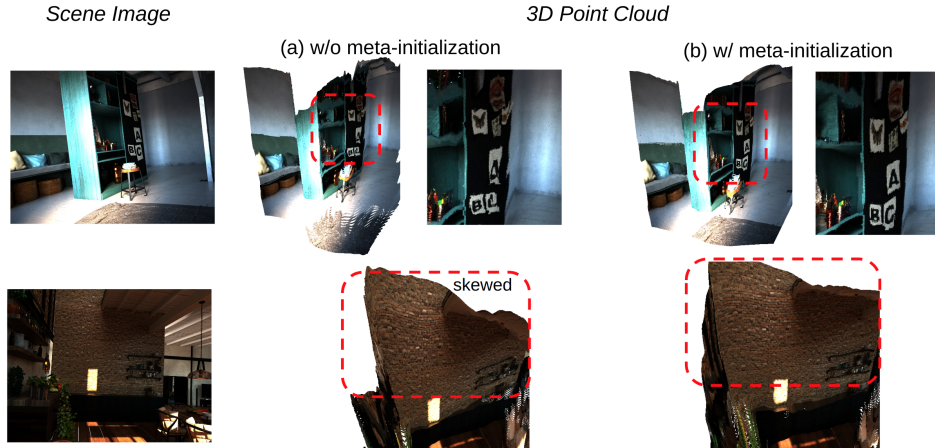 Scene Image
3D Point Cloud
(a) w/o meta-initialization
(b) w/ meta-initialization
A
B C
A
B C
A
B C
A
B C
skewed